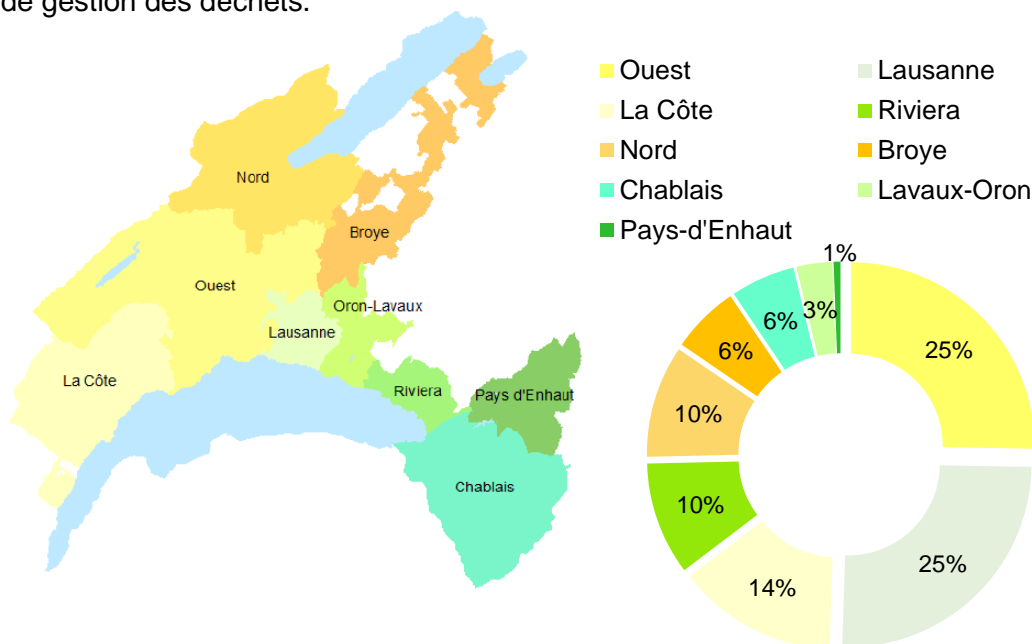 de gestion des déchets.
Ouest
Lausanne
La Côte
Riviera
Nord
Broye
Chablais
Lavaux-Oron
Pays-d'Enhaut
Nord
Broye
Ouest
Oron-Lavaux
Lausanne
La Côte
Riviera
Pays d'Enhaut
Chablais
1%
3%
6%
6%
25%
10%
10%
14%
25%